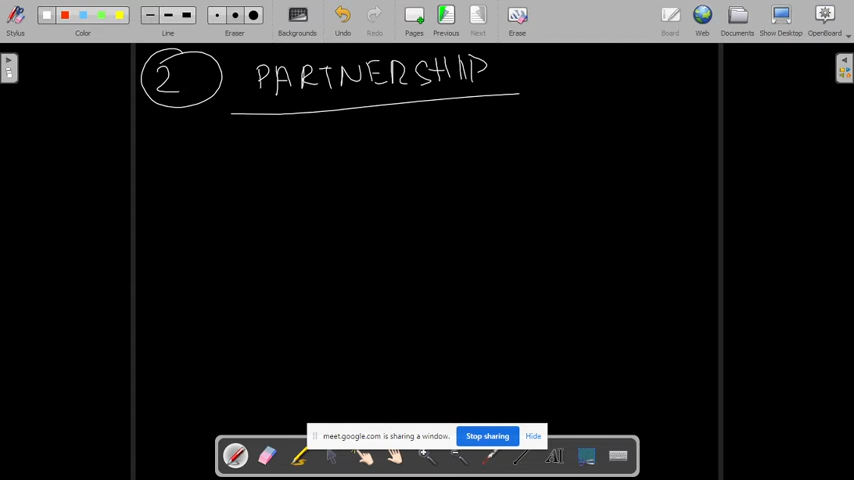 Stylus
Color
Line
Eraser
Backgrounds
Undo
Redo
Pages
Previous
Next
Erase
Board
Web
Documents
Show Desktop
OpenBoard
2 PARTNERSHIP
meet.google.com is sharing a window. Stop sharing Hide
AI